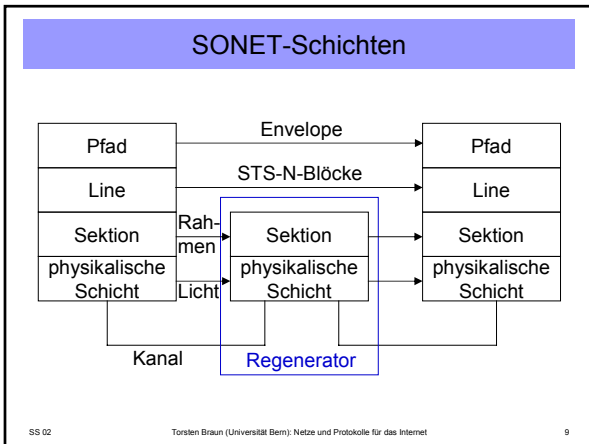 SONET-Schichten
Envelope
Pfad
Pfad
STS-N-Blöcke
Line
Line
Rah-
men
Sektion
Sektion
Sektion
physikalische
Schicht
Licht
physikalische
Schicht
physikalische
Schicht
Kanal
Regenerator
SS 02
Torsten Braun (Universität Bern): Netze und Protokolle für das Internet
9